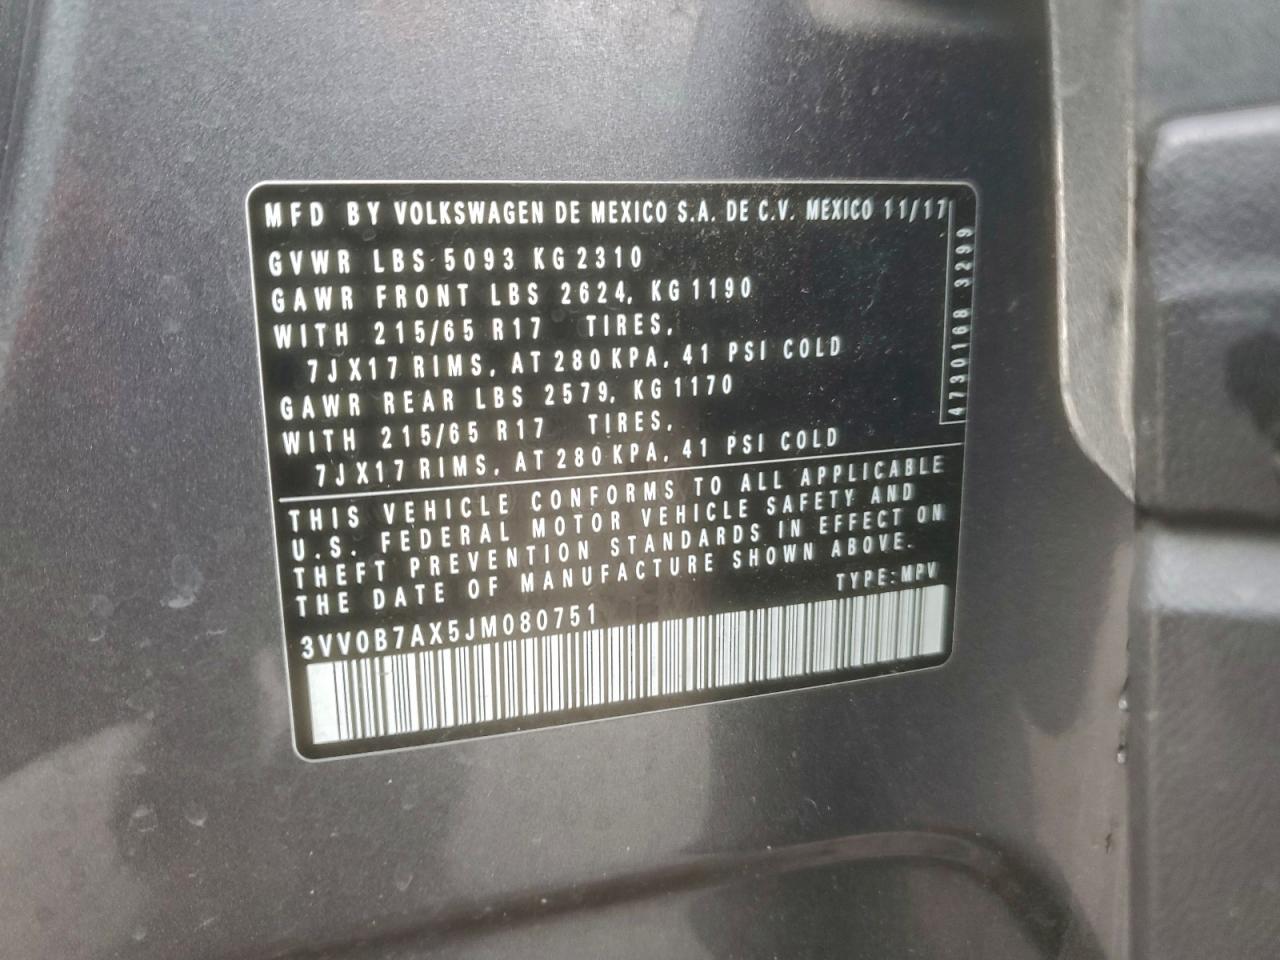 MFD BY VOLKSWAGEN DE MEXICO S.A. DE C.V. MEXICO 11/17
GVWR LBS 5093 KG 2310
GAWR FRONT LBS 2624, KG 1190
WITH 215/65 R17 TIRES,
7JX17 RIMS, AT 280 KPA, 41 PSI COLD
GAWR REAR LBS 2579, KG 1170
WITH 215/65 R17 TIRES,
7JX17 RIMS, AT 280 KPA, 41 PSI COLD
4730168 3299
THIS VEHICLE CONFORMS TO ALL APPLICABLE
U.S. FEDERAL MOTOR VEHICLE SAFETY AND
THEFT PREVENTION STANDARDS IN EFFECT ON
THE DATE OF MANUFACTURE SHOWN ABOVE.
TYPE: MPV
3VV0B7AX5JM080751